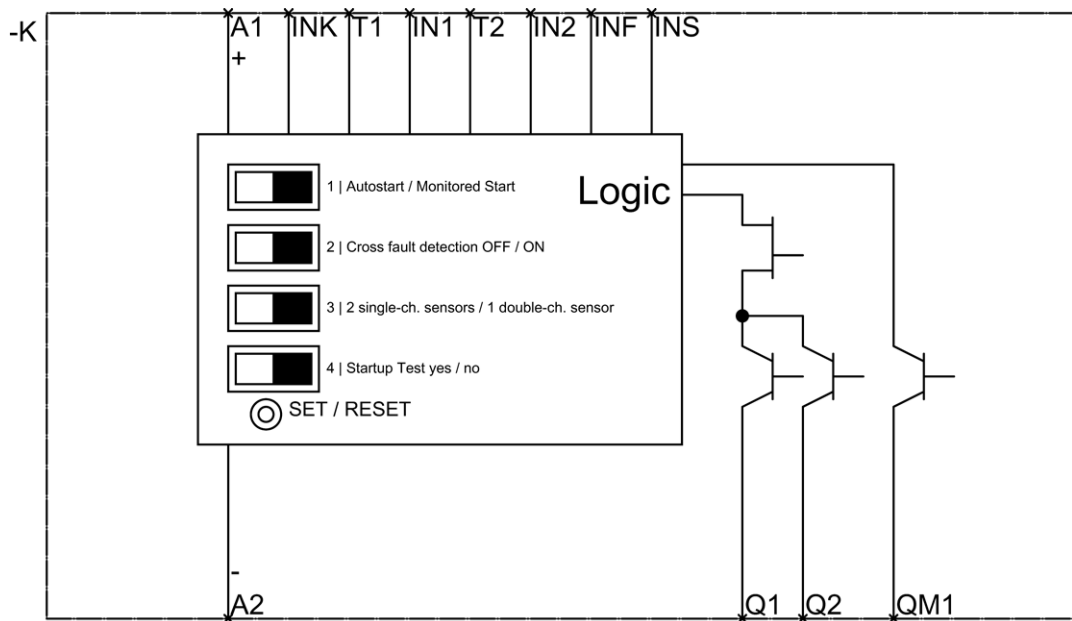 -K
A1 INK T1 IN1 T2 IN2 INF INS
+
1 | Autostart / Monitored Start
Logic
2 | Cross fault detection OFF / ON
3 | 2 single-ch. sensors / 1 double-ch. sensor
4 | Startup Test yes / no
SET / RESET
-
A2 Q1 Q2 QM1